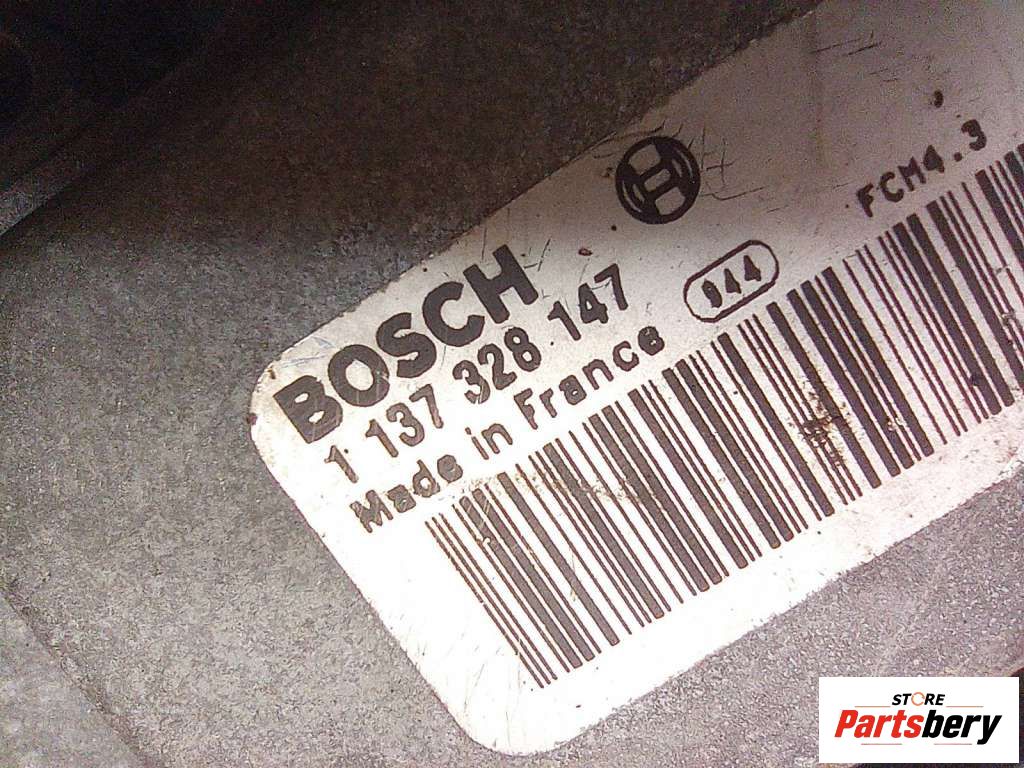 BOSCH
1 137 328 147
Made in France
944
FCM4.3
STORE
Partsbery